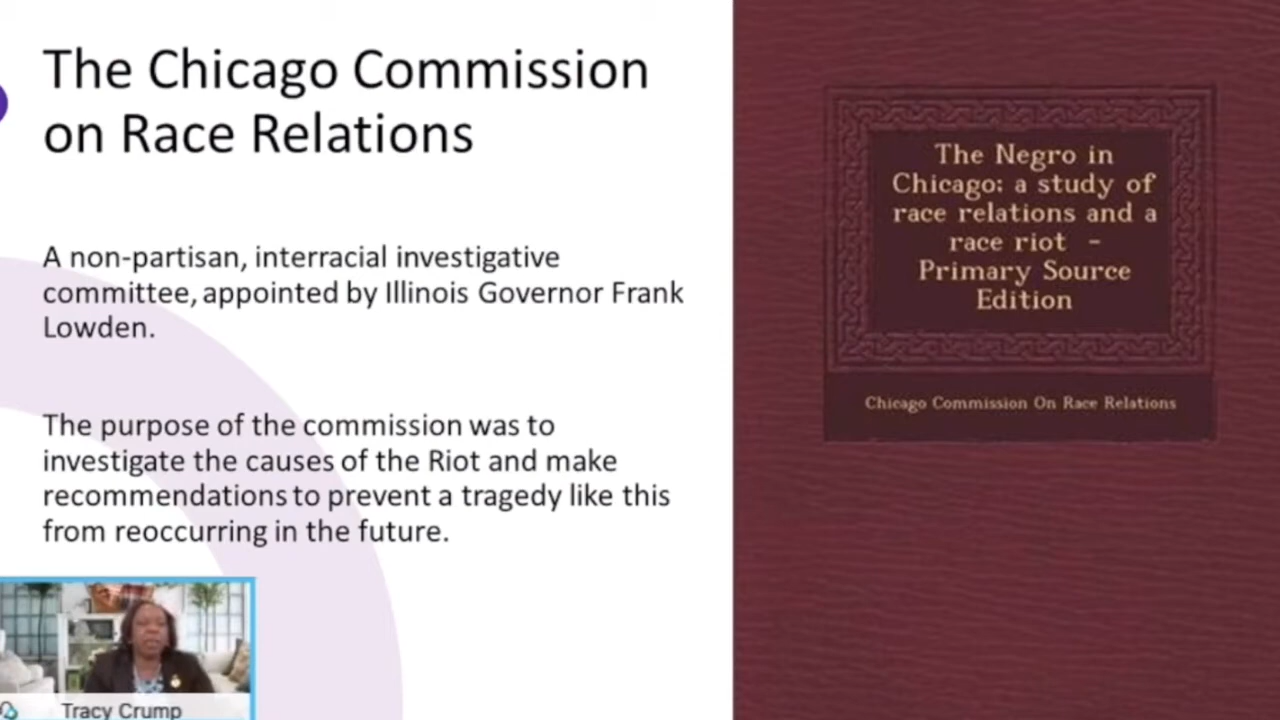 The Chicago Commission
on Race Relations
A non-partisan, interracial investigative
committee, appointed by Illinois Governor Frank
Lowden.
The purpose of the commission was to
investigate the causes of the Riot and make
recommendations to prevent a tragedy like this
from reoccurring in the future.
Tracy Crump
The Negro in
Chicago; a study of
race relations and a
race riot -
Primary Source
Edition
Chicago Commission On Race Relations